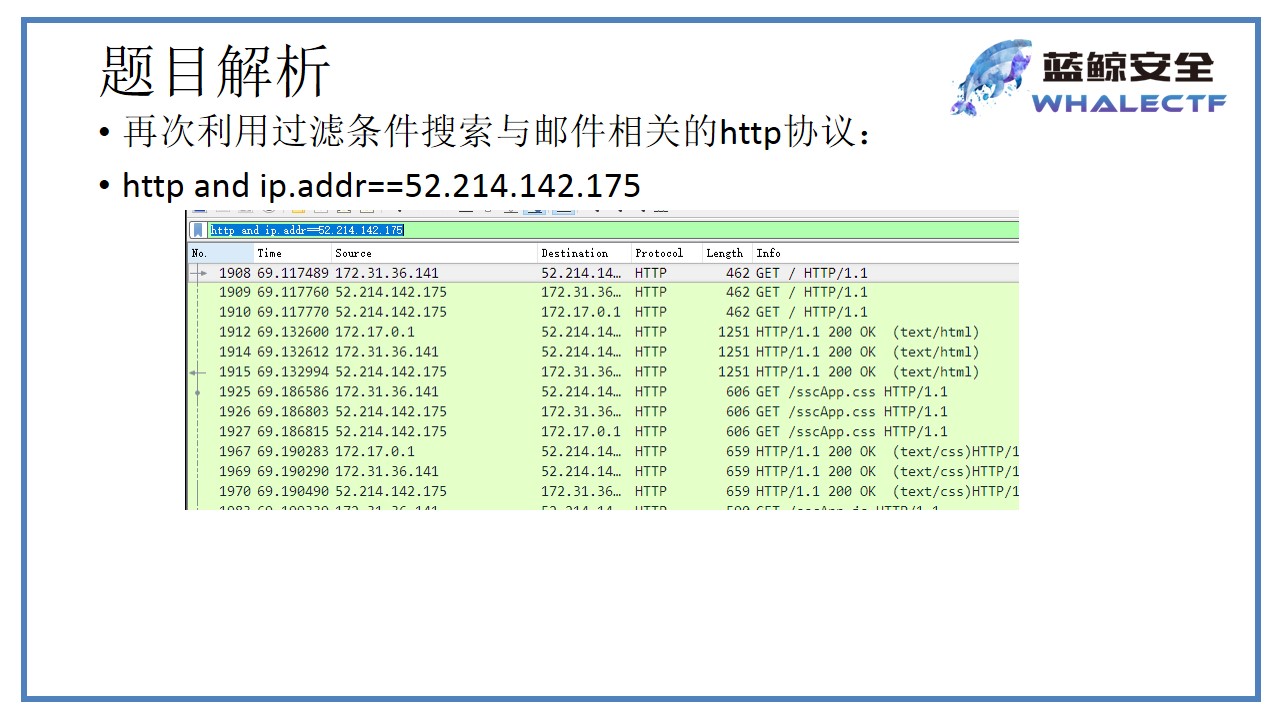 题目解析
蓝鲸安全
WHALECTF
• 再次利用过滤条件搜索与邮件相关的http协议：
• http and ip.addr==52.214.142.175
http and ip.addr==52.214.142.175
No. Time Source Destination Protocol Length Info
1908 69.117489 172.31.36.141 52.214.14… HTTP 462 GET / HTTP/1.1
1909 69.117760 52.214.142.175 172.31.36… HTTP 462 GET / HTTP/1.1
1910 69.117770 52.214.142.175 172.17.0.1 HTTP 462 GET / HTTP/1.1
1912 69.132600 172.17.0.1 52.214.14… HTTP 1251 HTTP/1.1 200 OK (text/html)
1914 69.132612 172.31.36.141 52.214.14… HTTP 1251 HTTP/1.1 200 OK (text/html)
1915 69.132994 52.214.142.175 172.31.36… HTTP 1251 HTTP/1.1 200 OK (text/html)
1925 69.186586 172.31.36.141 52.214.14… HTTP 606 GET /sscApp.css HTTP/1.1
1926 69.186803 52.214.142.175 172.31.36… HTTP 606 GET /sscApp.css HTTP/1.1
1927 69.186815 52.214.142.175 172.17.0.1 HTTP 606 GET /sscApp.css HTTP/1.1
1967 69.190283 172.17.0.1 52.214.14… HTTP 659 HTTP/1.1 200 OK (text/css)HTTP/1
1969 69.190290 172.31.36.141 52.214.14… HTTP 659 HTTP/1.1 200 OK (text/css)HTTP/1
1970 69.190490 52.214.142.175 172.31.36… HTTP 659 HTTP/1.1 200 OK (text/css)HTTP/1